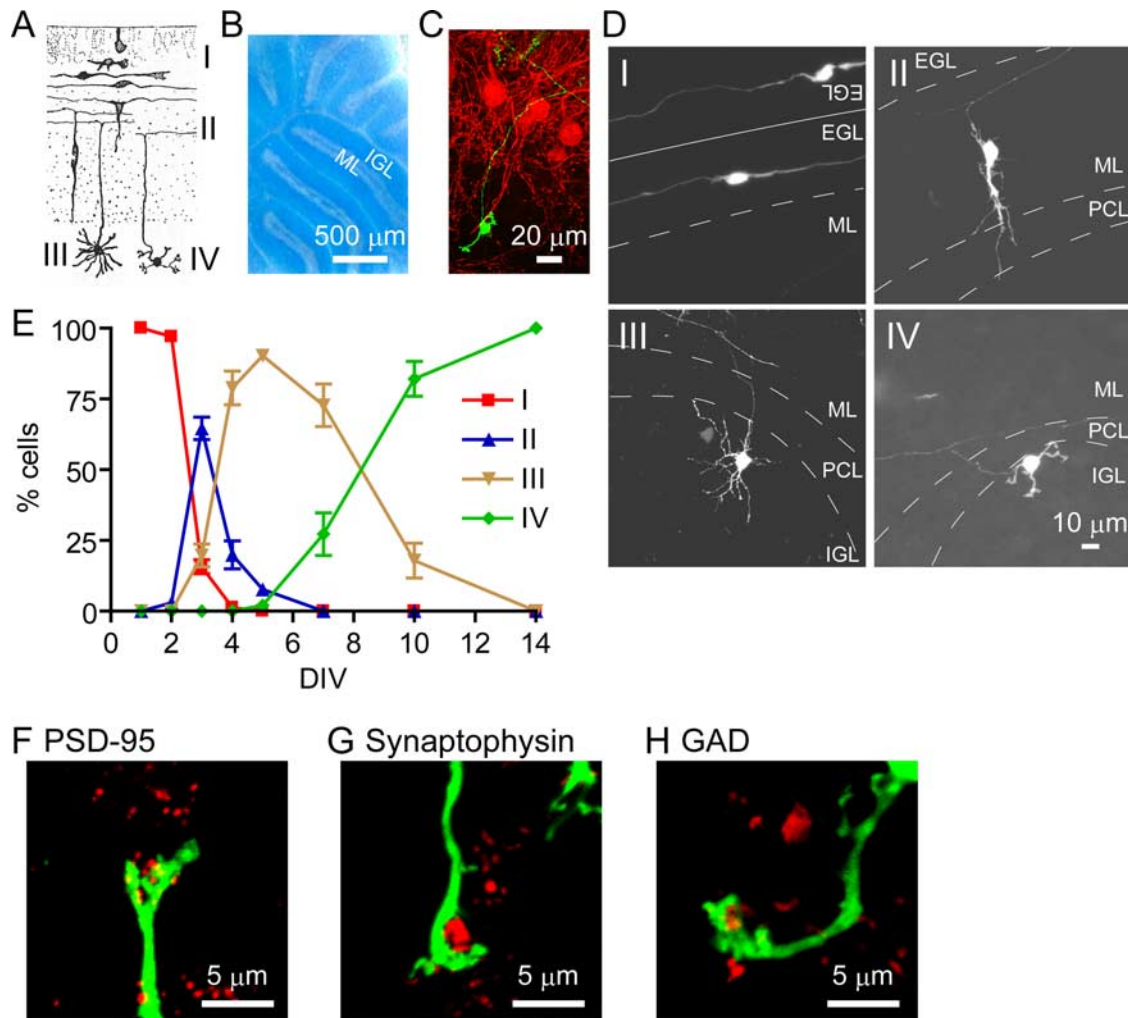 A
I
II
III
IV
B
ML
IGL
500 µm
C
20 µm
D
I
EGL
EGL
ML
II
EGL
ML
PCL
III
ML
PCL
IGL
IV
ML
PCL
IGL
10 µm
E
% cells
100
75
50
25
0
0 2 4 6 8 10 12 14
DIV
I
II
III
IV
F PSD-95
5 µm
G Synaptophysin
5 µm
H GAD
5 µm